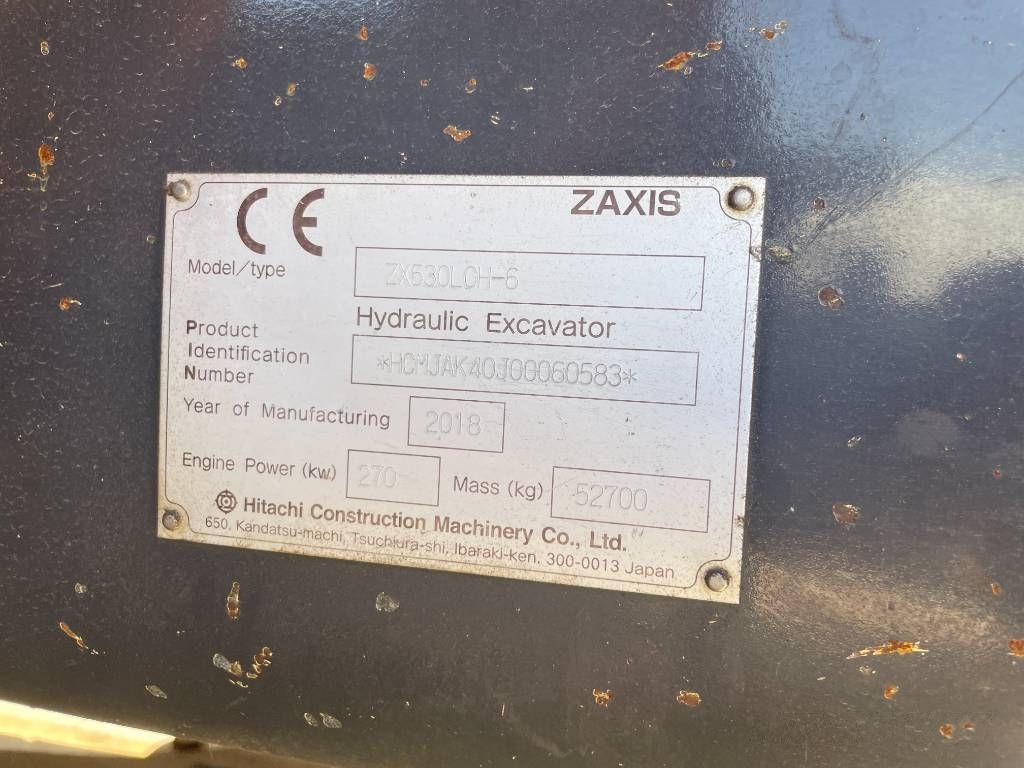 CE ZAXIS
Model/type ZX530LCH-6
Hydraulic Excavator
Product
Identification
Number
*HCMJAK40J00060583*
Year of Manufacturing 2018
Engine Power (kw) 270 Mass (kg) 52700
Hitachi Construction Machinery Co., Ltd.
650, Kandatsu-machi, Tsuchiura-shi, Ibaraki-ken, 300-0013 Japan